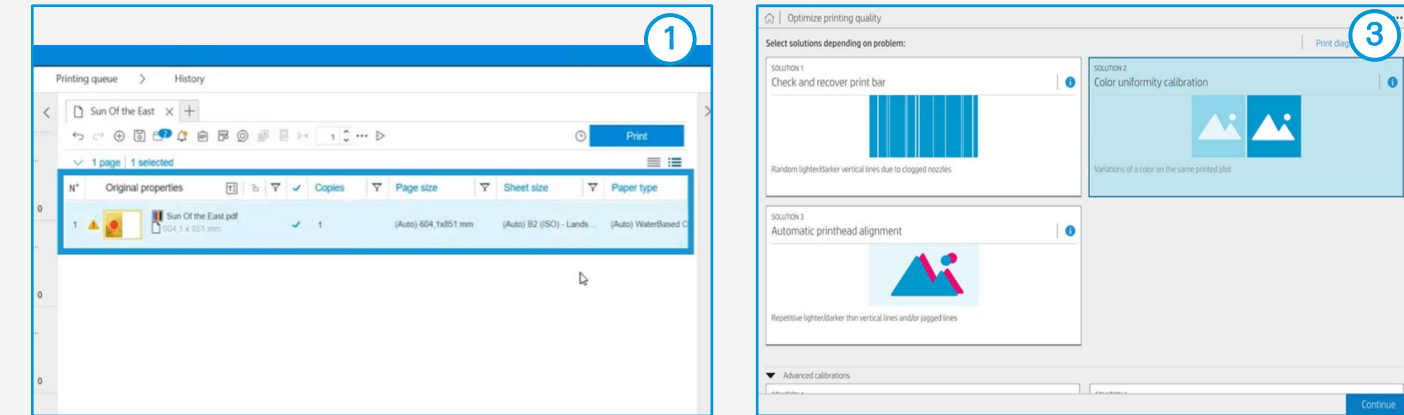 1
Printing queue > History
Sun Of the East × +
2 1 ••• Print
1 page 1 selected
N° Original properties Copies Page size Sheet size Paper type
1 Sun Of the East.pdf 1 (Auto) 604,1x851 mm (Auto) B2 (ISO) - Lands... (Auto) WaterBased C
604,1 x 851 mm
0
0
0
3
Optimize printing quality
Select solutions depending on problem:
Print diag
SOLUTION 1
Check and recover print bar
Random lighter/darker vertical lines due to clogged nozzles
SOLUTION 2
Color uniformity calibration
Variations of a color on the same printed plot
SOLUTION 3
Automatic printhead alignment
Repetitive lighter/darker thin vertical lines and/or jagged lines
Advanced calibrations
Continue